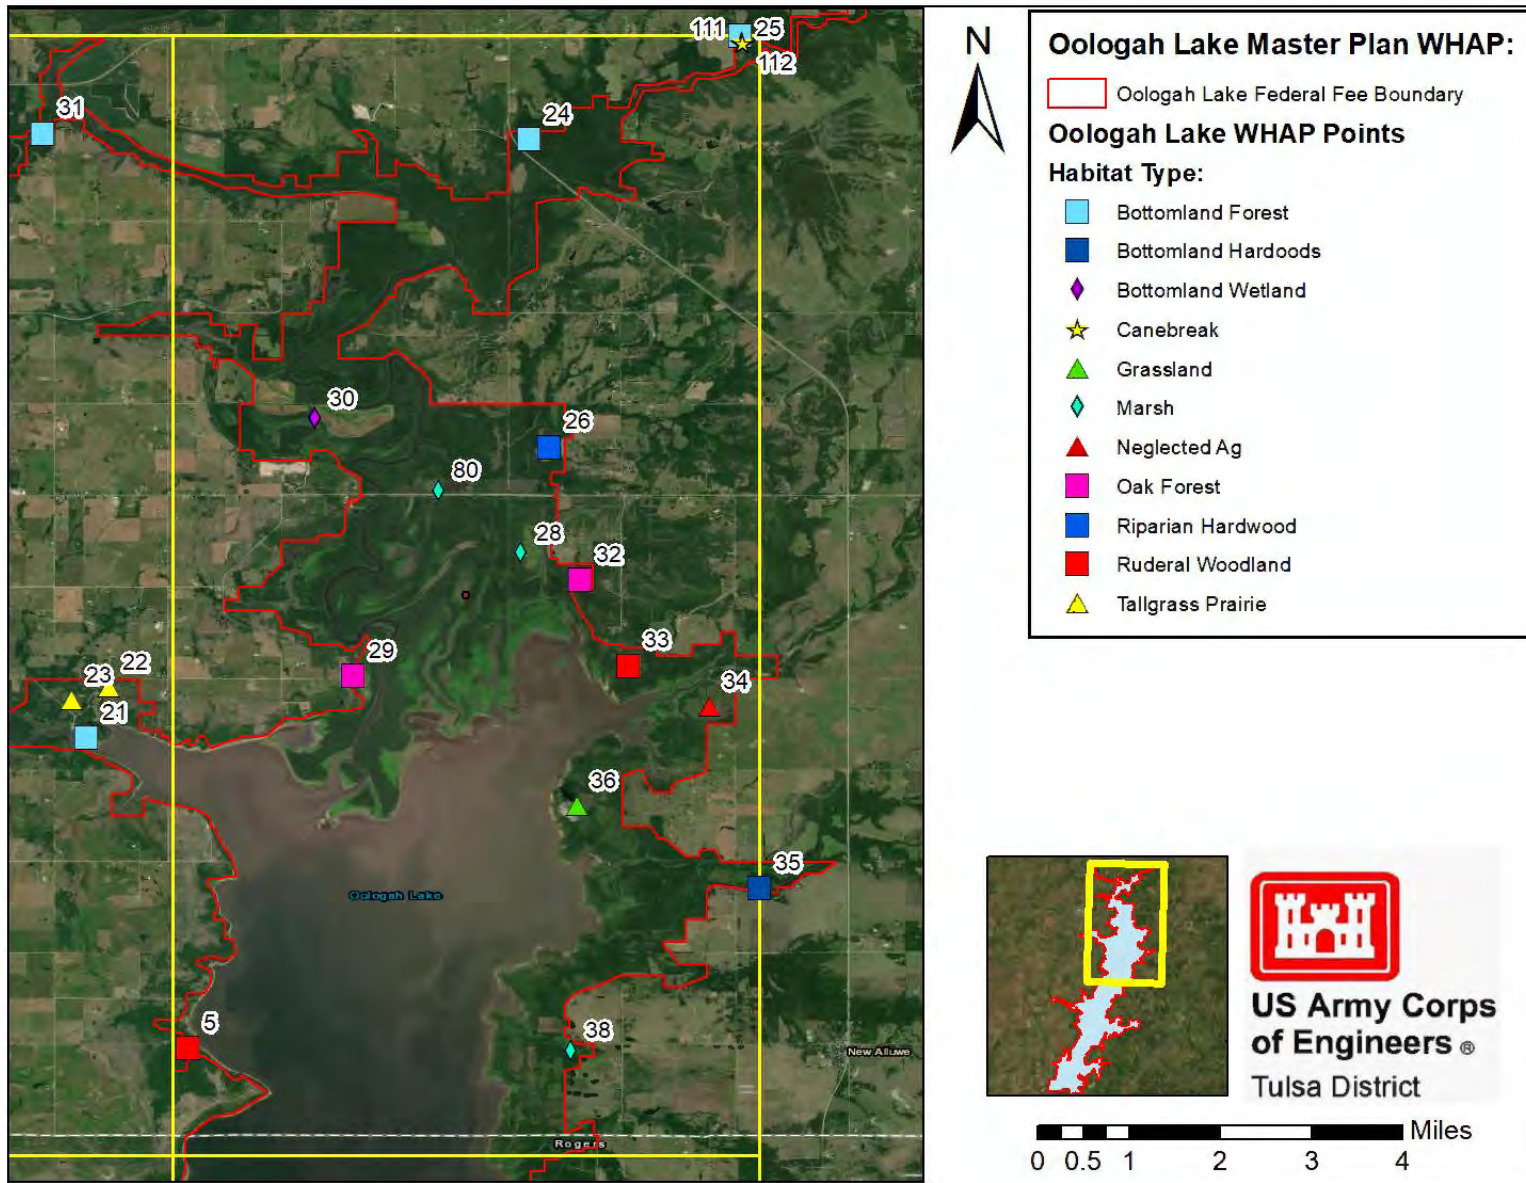 111
25
112
31
24
30
26
80
28
32
29
33
22
23
34
21
36
35
Oologah Lake
5
38
New Alluwe
Rogers
N
Oologah Lake Master Plan WHAP:
Oologah Lake Federal Fee Boundary
Oologah Lake WHAP Points
Habitat Type:
Bottomland Forest
Bottomland Hardoods
Bottomland Wetland
Canebreak
Grassland
Marsh
Neglected Ag
Oak Forest
Riparian Hardwood
Ruderal Woodland
Tallgrass Prairie
US Army Corps
of Engineers ®
Tulsa District
Miles
0 0.5 1 2 3 4